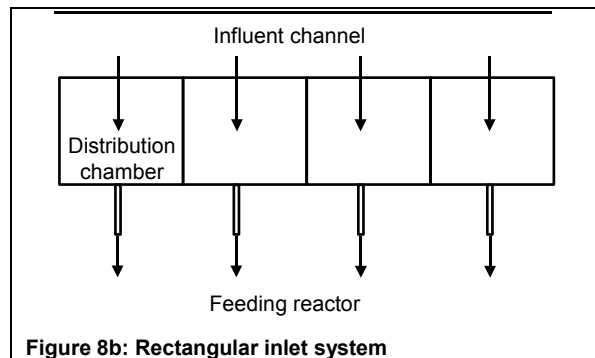 Influent channel
Distribution
chamber
Feeding reactor
Figure 8b: Rectangular inlet system